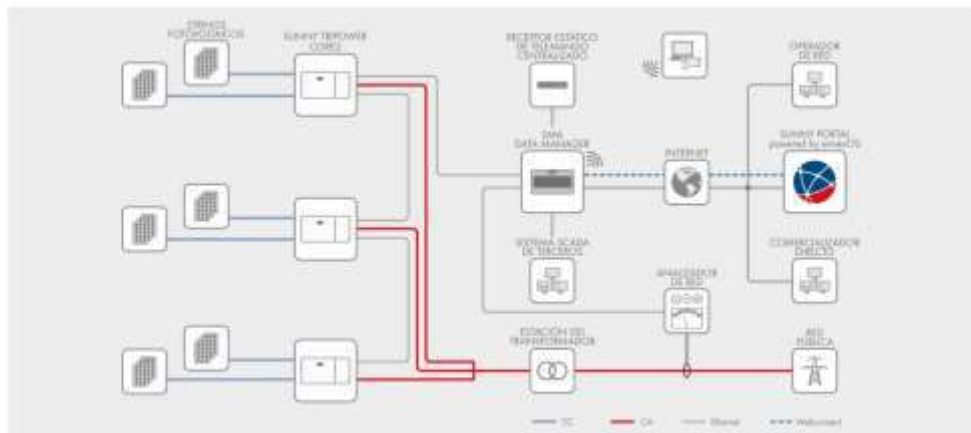 STRINGS
FOTOVOLTAICOS
SUNNY TRIPOWER
CORE2
RECEPTOR ESTÁTICO
DE TELEMANDO
CENTRALIZADO
OPERADOR
DE RED
SMA
DATA MANAGER
INTERNET
SUNNY PORTAL
powered by ennexOS
SISTEMA SCADA
DE TERCEROS
ANALIZADOR
DE RED
COMERCIALIZADOR
DIRECTO
ESTACIÓN DEL
TRANSFORMADOR
RED
PÚBLICA
CC
CA
Ethernet
Webconnect